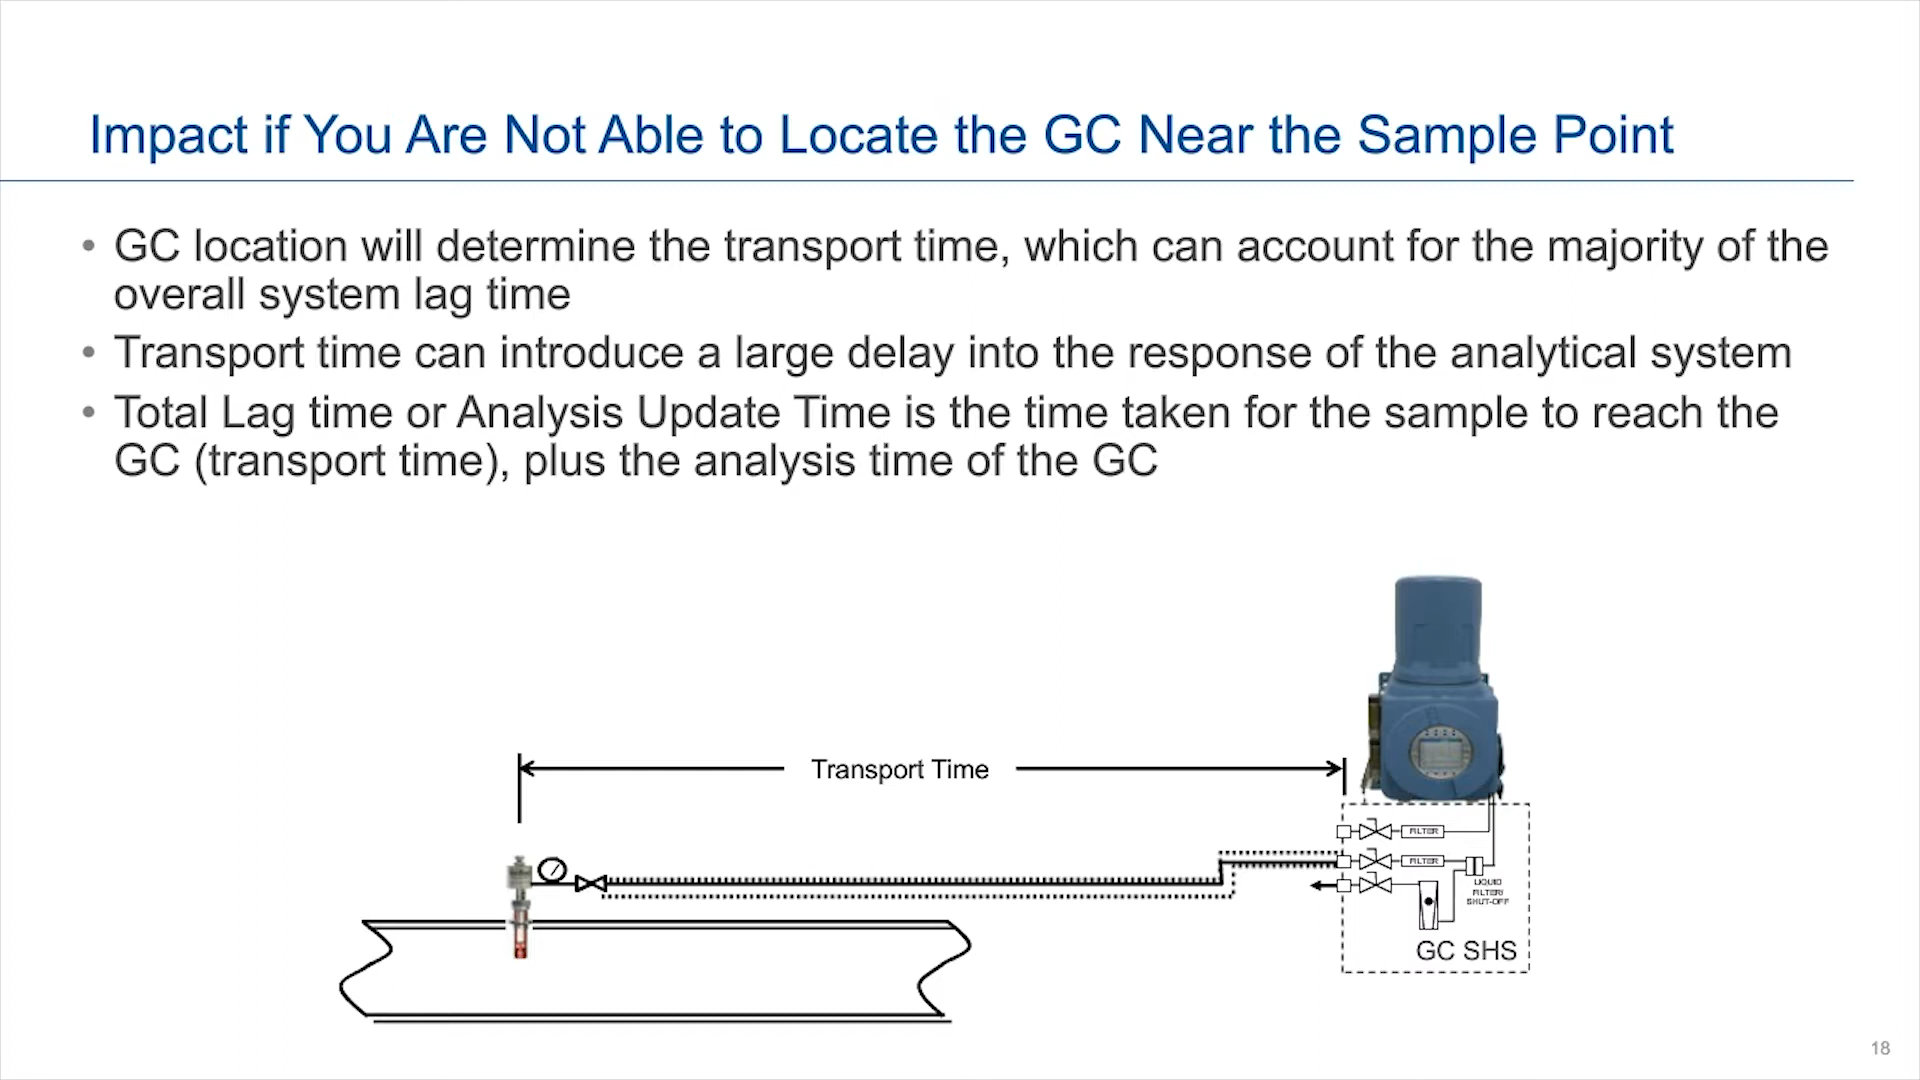 Impact if You Are Not Able to Locate the GC Near the Sample Point
• GC location will determine the transport time, which can account for the majority of the
overall system lag time
• Transport time can introduce a large delay into the response of the analytical system
• Total Lag time or Analysis Update Time is the time taken for the sample to reach the
GC (transport time), plus the analysis time of the GC
Transport Time
FILTER
FILTER
LIQUID
FILTER/
SHUT-OFF
GC SHS
18